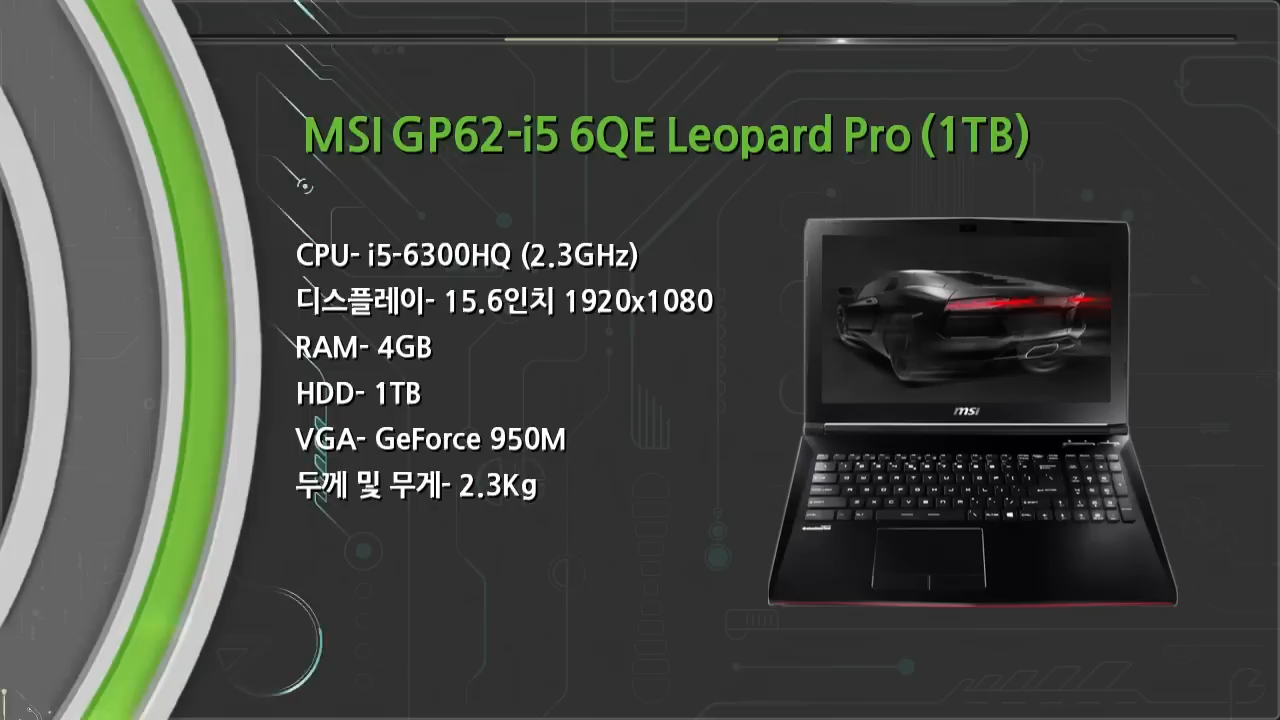 MSI GP62-i5 6QE Leopard Pro (1TB)
CPU- i5-6300HQ (2.3GHz)
디스플레이- 15.6인치 1920x1080
RAM- 4GB
HDD- 1TB
VGA- GeForce 950M
두께 및 무게- 2.3Kg
msi